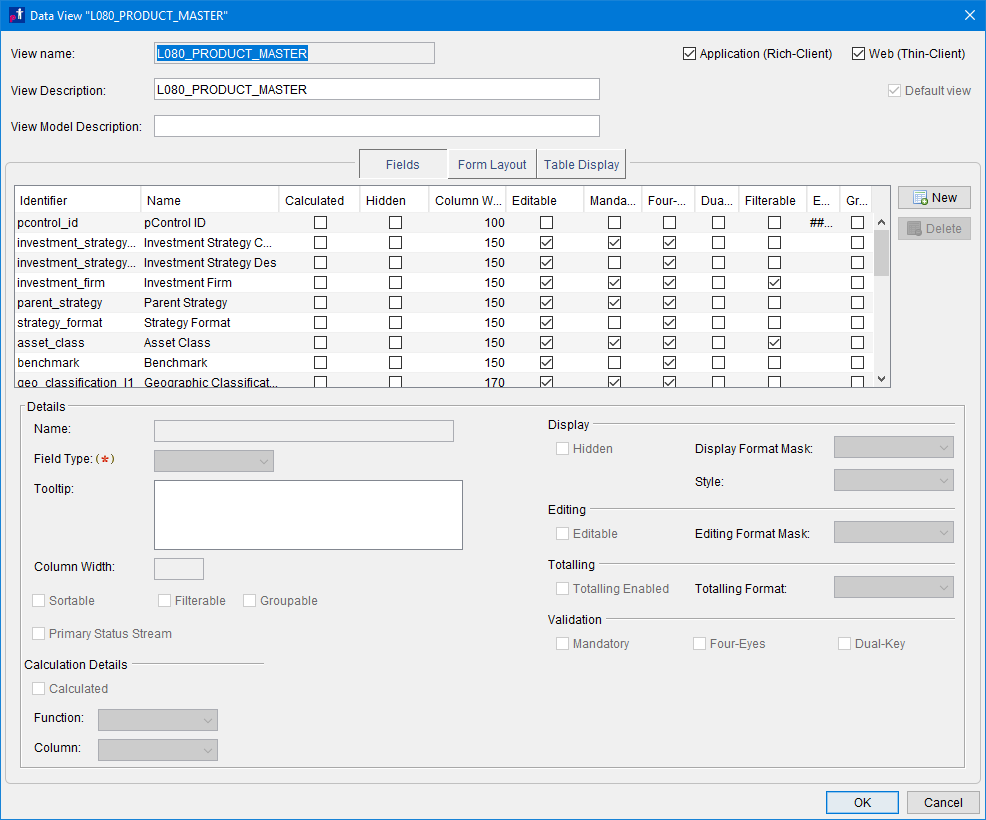 Data View "L080_PRODUCT_MASTER"
View name: L080_PRODUCT_MASTER Application (Rich-Client) Web (Thin-Client)
View Description: L080_PRODUCT_MASTER Default view
View Model Description:
Fields Form Layout Table Display
Identifier Name Calculated Hidden Column W... Editable Manda... Four-... Dua... Filterable E... Gr... New
pcontrol_id pControl ID 100 ##...
Delete
investment_strategy... Investment Strategy C... 150
investment_strategy... Investment Strategy Des 150
investment_firm Investment Firm 150
parent_strategy Parent Strategy 150
strategy_format Strategy Format 150
asset_class Asset Class 150
benchmark Benchmark 150
geo_classification_l1 Geographic Classificat... 170
Details
Name:
Field Type: (*)
Tooltip:
Column Width:
Sortable Filterable Groupable
Primary Status Stream
Calculation Details
Calculated
Function:
Column:
Display
Hidden Display Format Mask:
Style:
Editing
Editable Editing Format Mask:
Totalling
Totalling Enabled Totalling Format:
Validation
Mandatory Four-Eyes Dual-Key
OK Cancel